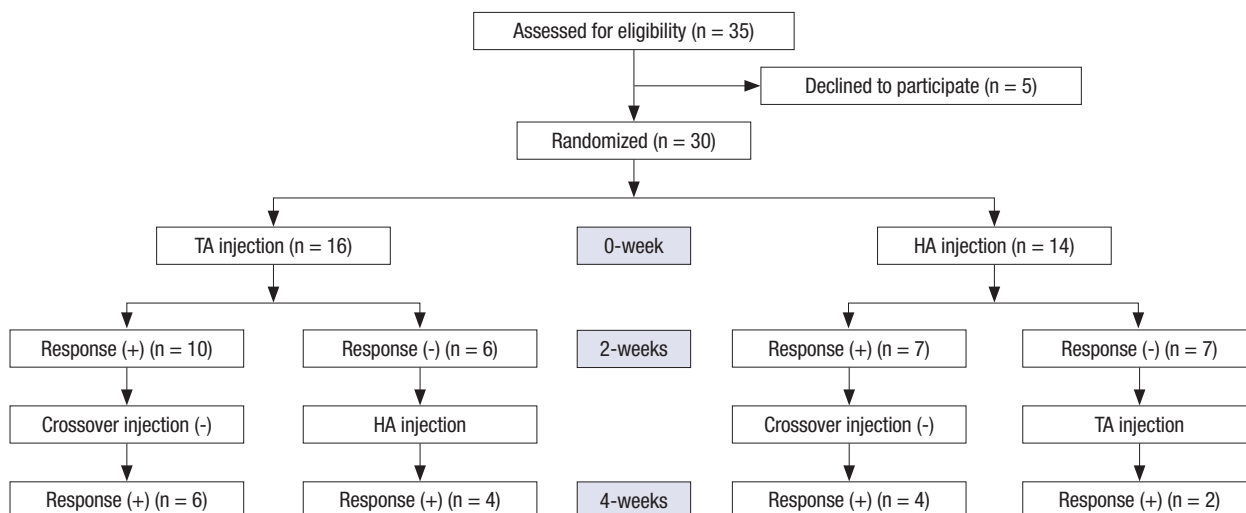 Assessed for eligibility (n = 35)
Declined to participate (n = 5)
Randomized (n = 30)
TA injection (n = 16)
0-week
HA injection (n = 14)
Response (+) (n = 10)
Response (-) (n = 6)
2-weeks
Response (+) (n = 7)
Response (-) (n = 7)
Crossover injection (-)
HA injection
Crossover injection (-)
TA injection
Response (+) (n = 6)
Response (+) (n = 4)
4-weeks
Response (+) (n = 4)
Response (+) (n = 2)